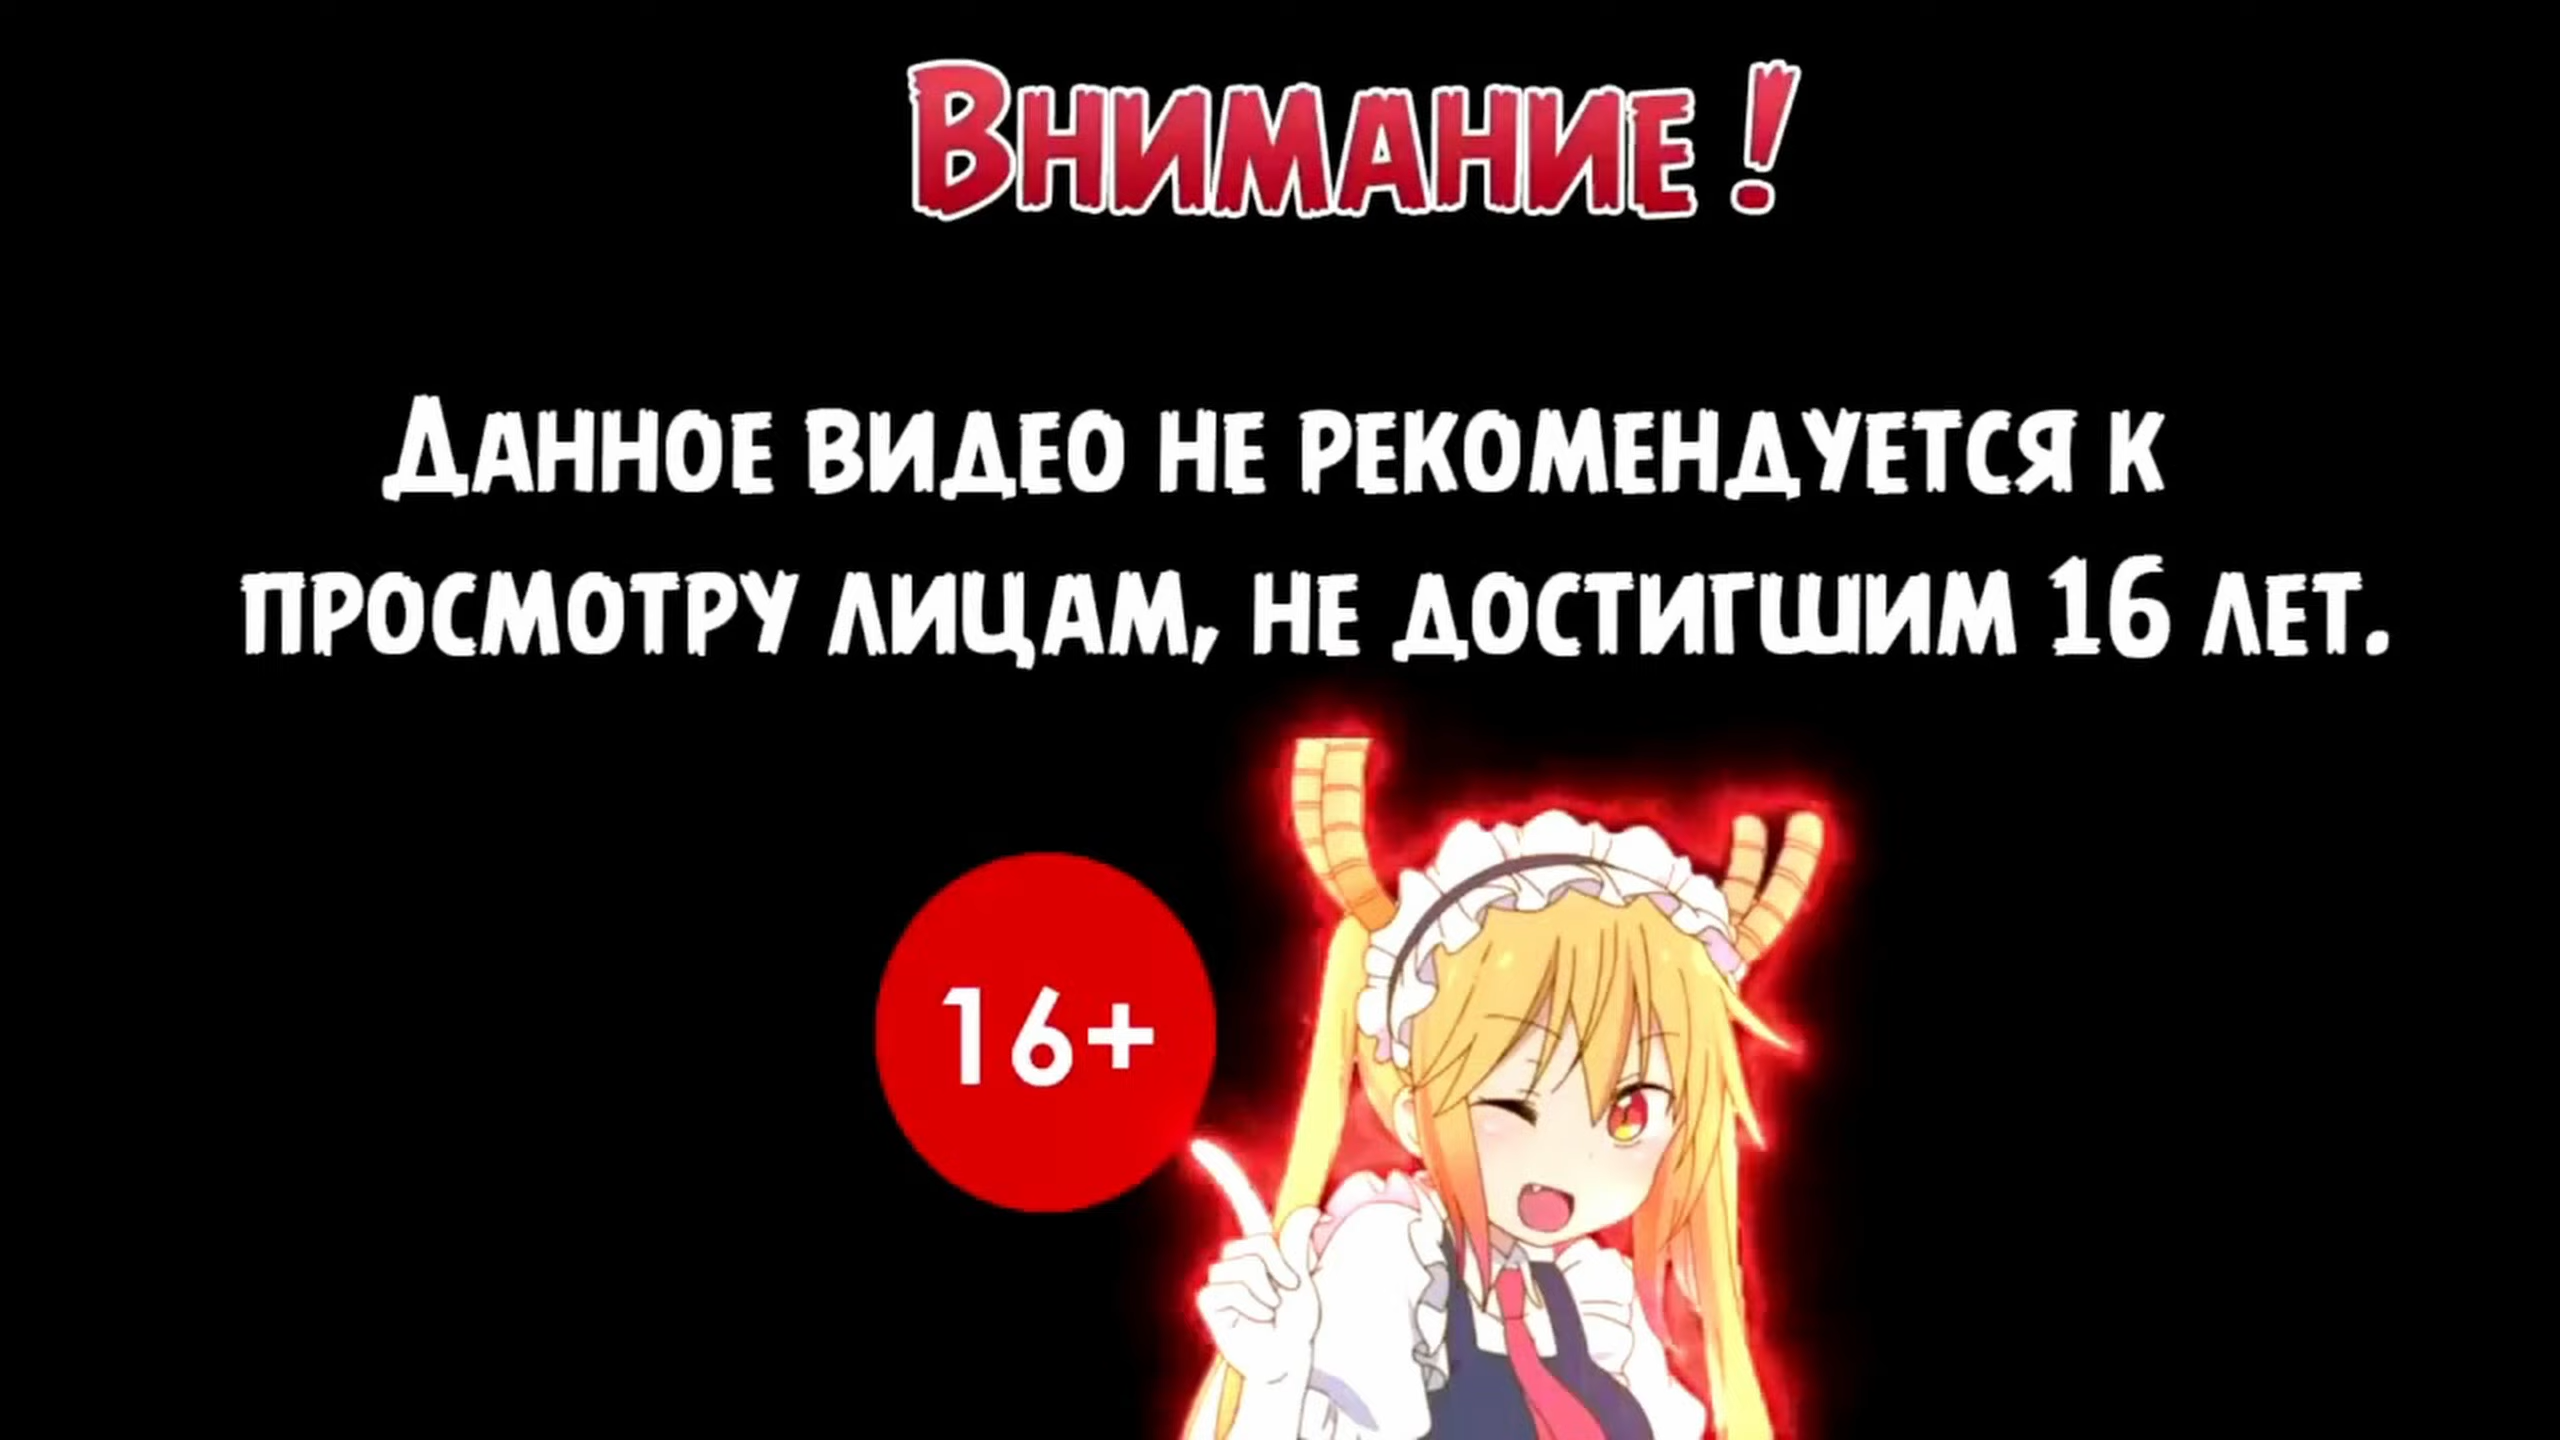 Внимание !
Данное видео не рекомендуется к
просмотру лицам, не достигшим 16 лет.
16+